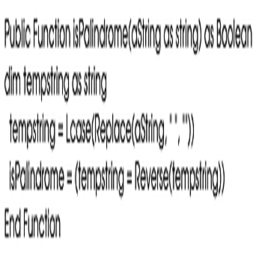 Public Function isPalindrome(aString as string) as Boolean
dim tempstring as string
tempstring = Lcase(Replace(aString, " ", ""))
isPalindrome = (tempstring = Reverse(tempstring))
End Function